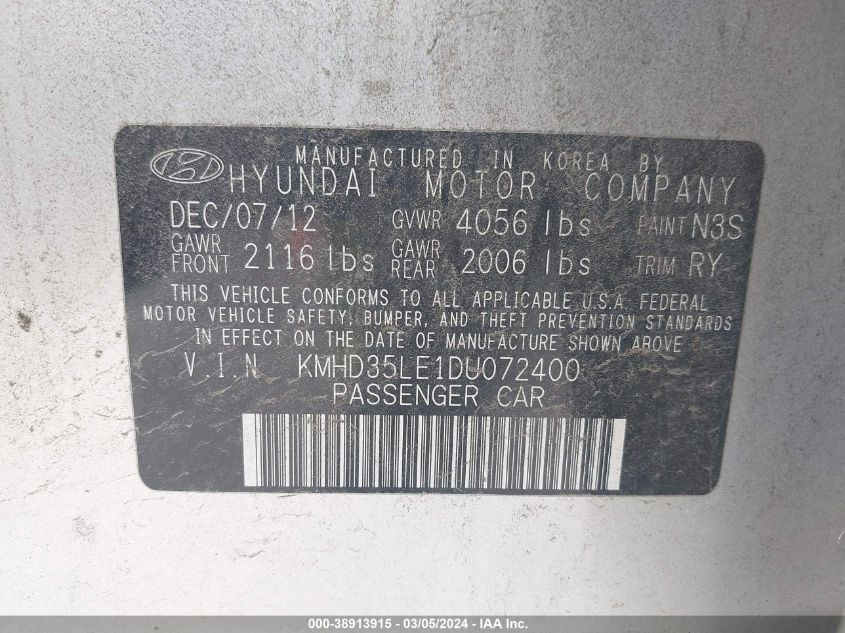 MANUFACTURED IN KOREA BY
HYUNDAI MOTOR COMPANY
DEC/07/12 GVWR 4056 lbs PAINT N3S
GAWR FRONT 2116 lbs GAWR REAR 2006 lbs TRIM RY
THIS VEHICLE CONFORMS TO ALL APPLICABLE U.S.A. FEDERAL
MOTOR VEHICLE SAFETY, BUMPER, AND THEFT PREVENTION STANDARDS
IN EFFECT ON THE DATE OF MANUFACTURE SHOWN ABOVE
V.I.N KMHD35LE1DU072400
PASSENGER CAR
000-38913915 - 03/05/2024 - IAA Inc.